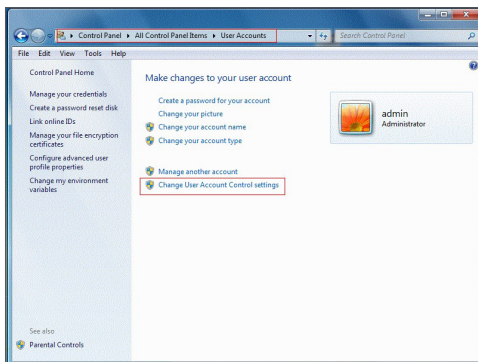 Control Panel ▸ All Control Panel Items ▸ User Accounts
Search Control Panel
File Edit View Tools Help
Control Panel Home
Manage your credentials
Create a password reset disk
Link online IDs
Manage your file encryption
certificates
Configure advanced user
profile properties
Change my environment
variables
See also
Parental Controls
Make changes to your user account
Create a password for your account
Change your picture
Change your account name
Change your account type
Manage another account
Change User Account Control settings
admin
Administrator